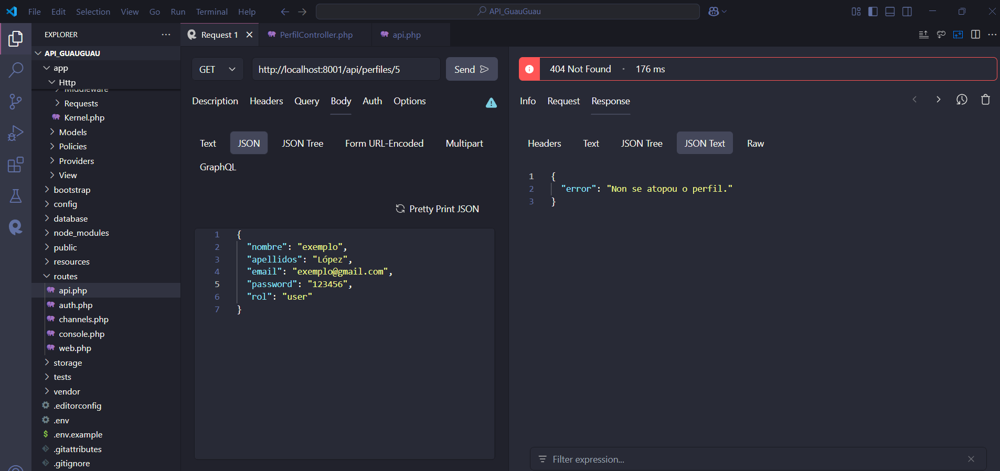 File Edit Selection View Go Run Terminal Help
API_GuauGuau
EXPLORER
API_GUAUGUAU
app
Http
Middleware
Requests
Kernel.php
Models
Policies
Providers
View
bootstrap
config
database
node_modules
public
resources
routes
api.php
auth.php
channels.php
console.php
web.php
storage
tests
vendor
.editorconfig
.env
$ .env.example
.gitattributes
.gitignore
Request 1 PerfilController.php api.php
GET http://localhost:8001/api/perfiles/5 Send
Description Headers Query Body Auth Options
Text JSON JSON Tree Form URL-Encoded Multipart
GraphQL
Pretty Print JSON
1 {
2 "nombre": "exemplo",
3 "apellidos": "López",
4 "email": "exemplo@gmail.com",
5 "password": "123456",
6 "rol": "user"
7 }
404 Not Found · 176 ms
Info Request Response
Headers Text JSON Tree JSON Text Raw
1 {
2 "error": "Non se atopou o perfil."
3 }
Filter expression...